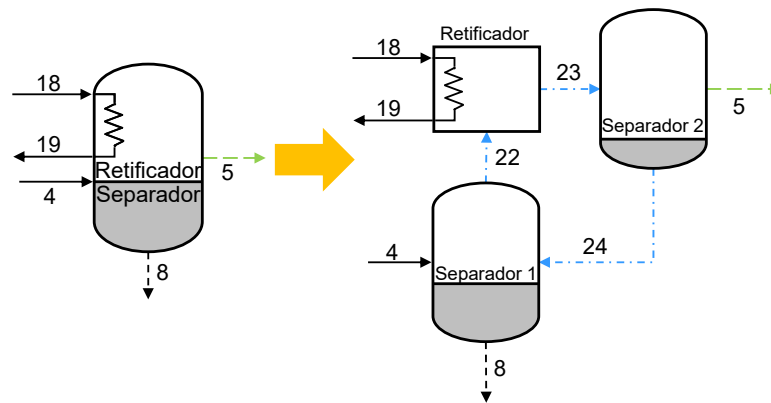 18
19
Retificador
4
Separador
5
8
Retificador
18
19
23
Separador 2
5
22
4
Separador 1
24
8